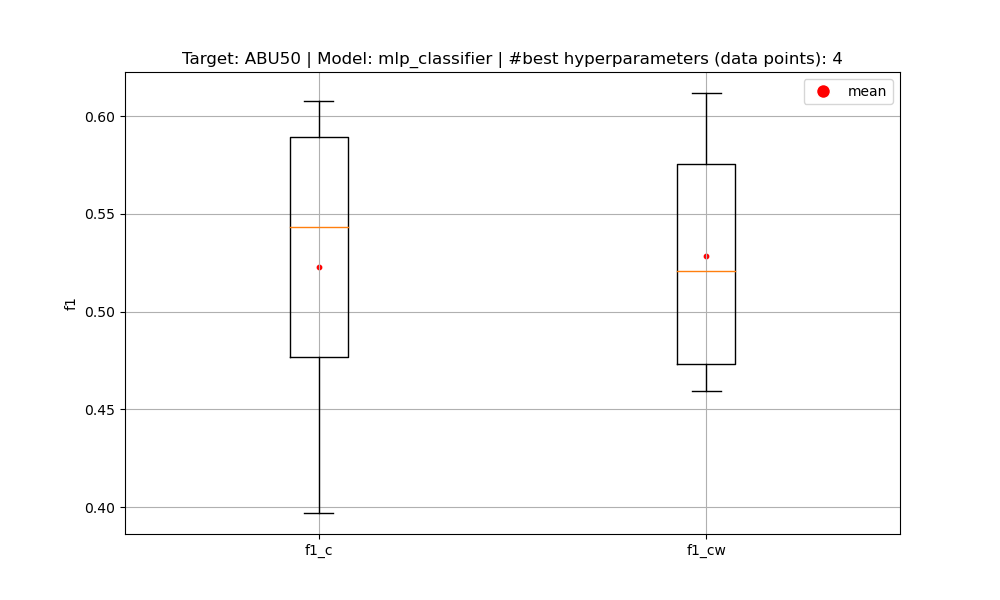 Target: ABU50 | Model: mlp_classifier | #best hyperparameters (data points): 4
mean
0.60
0.55
0.50
0.45
0.40
f1
f1_c
f1_cw